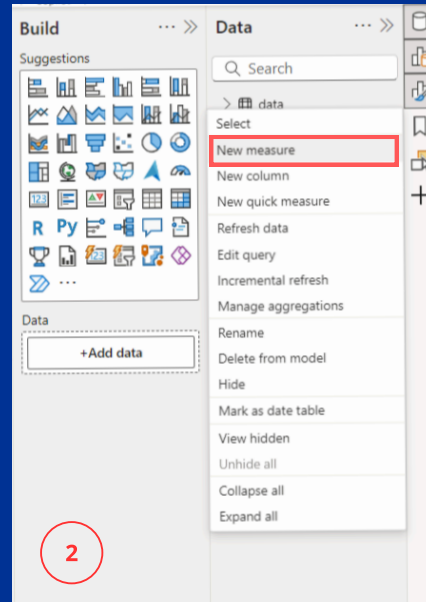 Build
Suggestions
123
R Py
Data
+Add data
2
Data
Search
data
Select
New measure
New column
New quick measure
Refresh data
Edit query
Incremental refresh
Manage aggregations
Rename
Delete from model
Hide
Mark as date table
View hidden
Unhide all
Collapse all
Expand all